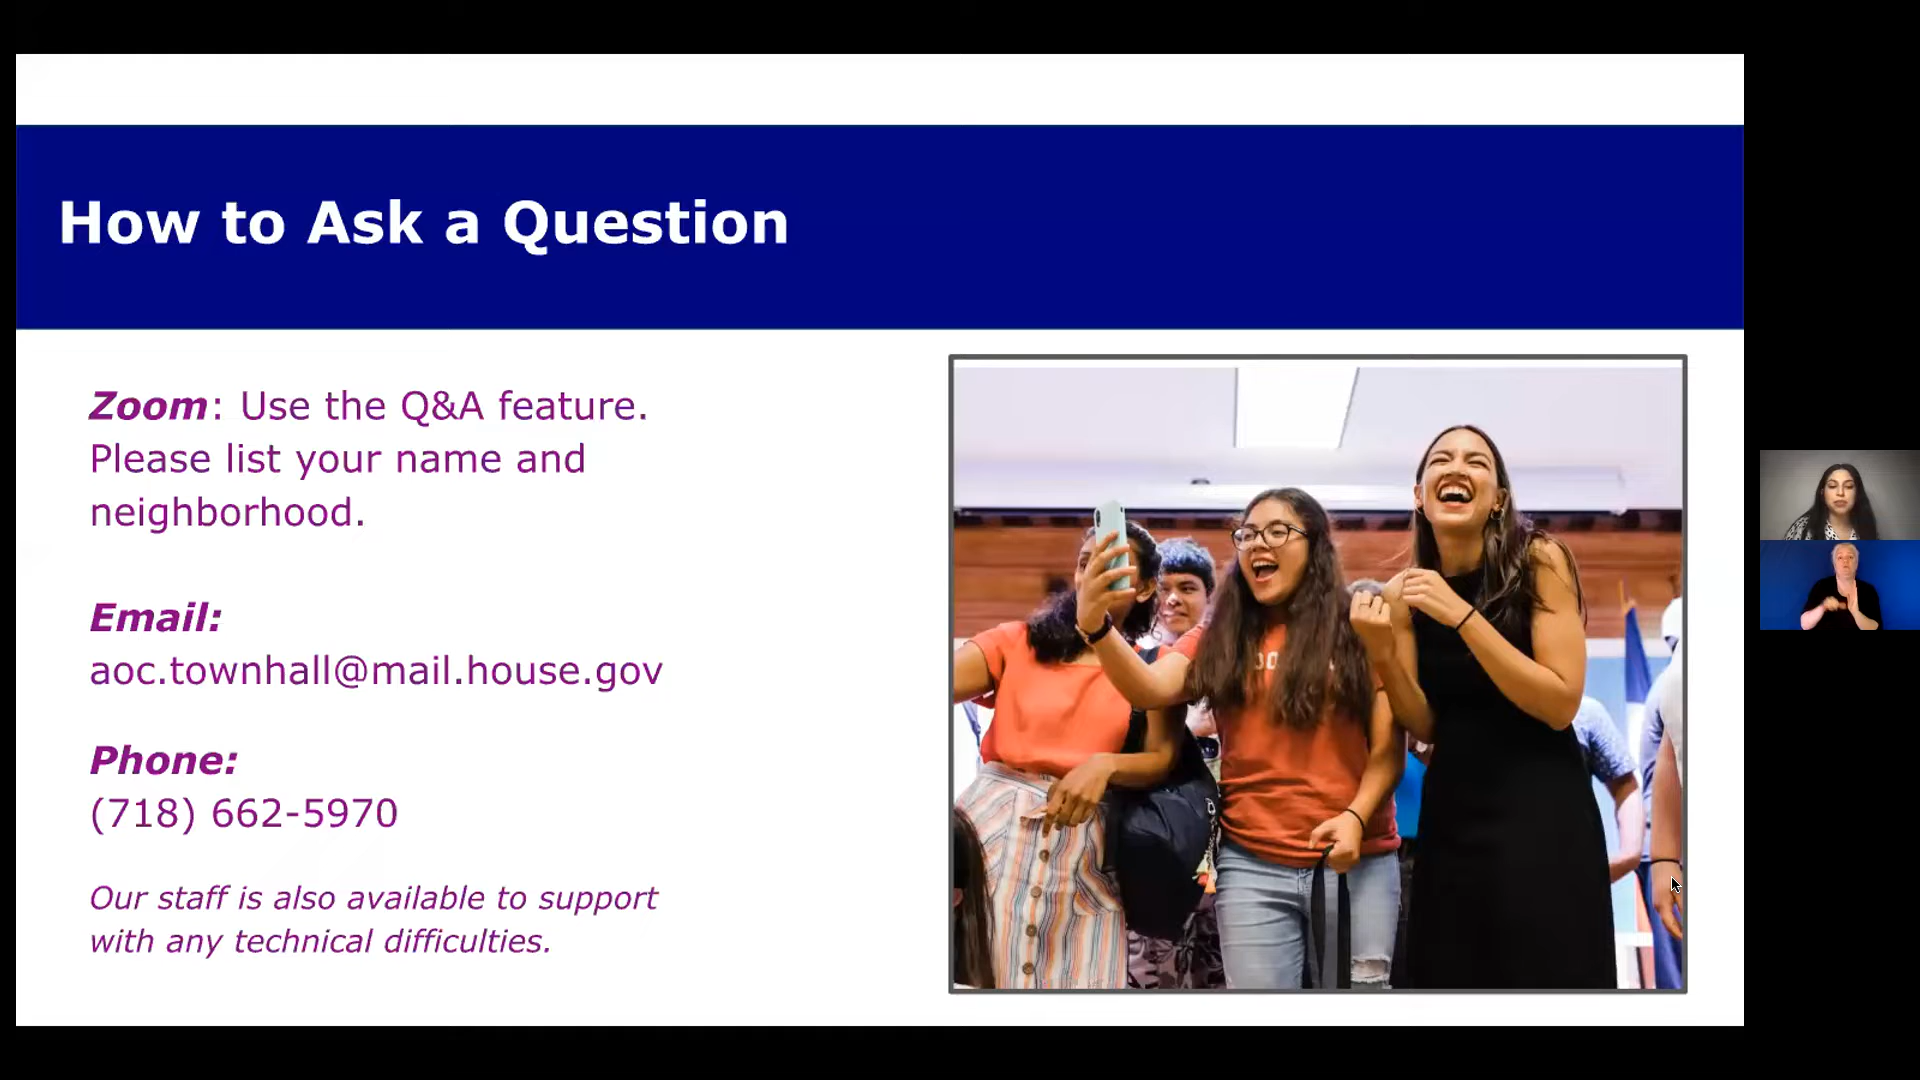 How to Ask a Question
Zoom: Use the Q&A feature.
Please list your name and
neighborhood.
Email:
aoc.townhall@mail.house.gov
Phone:
(718) 662-5970
Our staff is also available to support
with any technical difficulties.